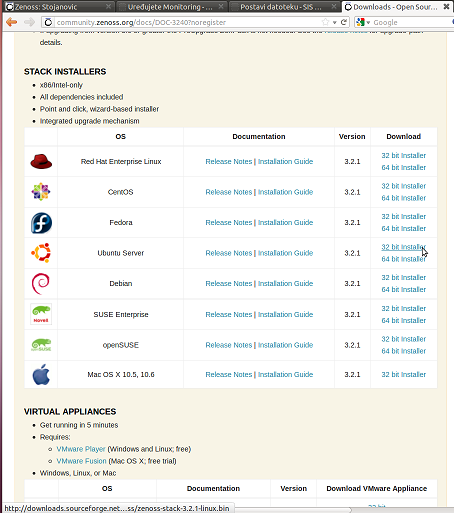 Zenoss: Stojanovic
Uređujete Monitoring - ...
Postavi datoteku - SIS ...
Downloads - Open Sour...
community.zenoss.org/docs/DOC-3240?noregister
Google
details.
STACK INSTALLERS
x86/Intel-only
All dependencies included
Point and click, wizard-based installer
Integrated upgrade mechanism
OS Documentation Version Download
Red Hat Enterprise Linux Release Notes | Installation Guide 3.2.1 32 bit Installer
64 bit Installer
CentOS Release Notes | Installation Guide 3.2.1 32 bit Installer
64 bit Installer
Fedora Release Notes | Installation Guide 3.2.1 32 bit Installer
64 bit Installer
Ubuntu Server Release Notes | Installation Guide 3.2.1 32 bit Installer
64 bit Installer
Debian Release Notes | Installation Guide 3.2.1 32 bit Installer
64 bit Installer
Novell
SUSE Enterprise Release Notes | Installation Guide 3.2.1 32 bit Installer
64 bit Installer
openSUSE Release Notes | Installation Guide 3.2.1 32 bit Installer
64 bit Installer
Mac OS X 10.5, 10.6 Release Notes | Installation Guide 3.2.1 32 bit Installer
VIRTUAL APPLIANCES
Get running in 5 minutes
Requires:
VMware Player (Windows and Linux; free)
VMware Fusion (Mac OS X; free trial)
Windows, Linux, or Mac
OS Documentation Version Download VMware Appliance
32 bit
http://downloads.sourceforge.net...ss/zenoss-stack-3.2.1-linux.bin